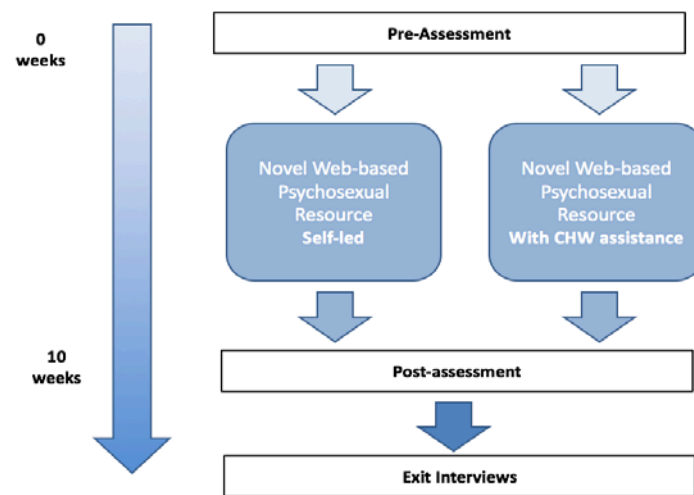 0
weeks
Pre-Assessment
Novel Web-based
Psychosexual
Resource
Self-led
Novel Web-based
Psychosexual
Resource
With CHW assistance
10
weeks
Post-assessment
Exit Interviews